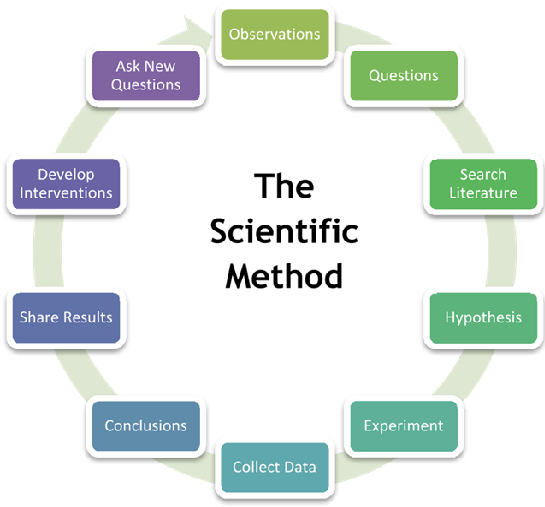 The
Scientific
Method
Observations
Questions
Search
Literature
Hypothesis
Experiment
Collect Data
Conclusions
Share Results
Develop
Interventions
Ask New
Questions